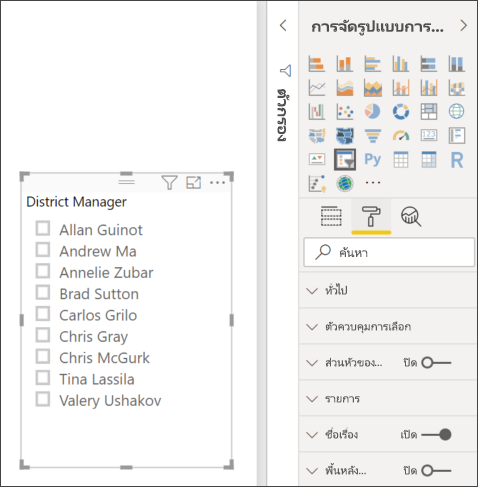 District Manager
Allan Guinot
Andrew Ma
Annelie Zubar
Brad Sutton
Carlos Grilo
Chris Gray
Chris McGurk
Tina Lassila
Valery Ushakov
ตัวกรอง
การจัดรูปแบบการ...
123
Py
R
ค้นหา
ทั่วไป
ตัวควบคุมการเลือก
ส่วนหัวของ... ปิด
รายการ
ชื่อเรื่อง เปิด
พื้นหลัง... ปิด